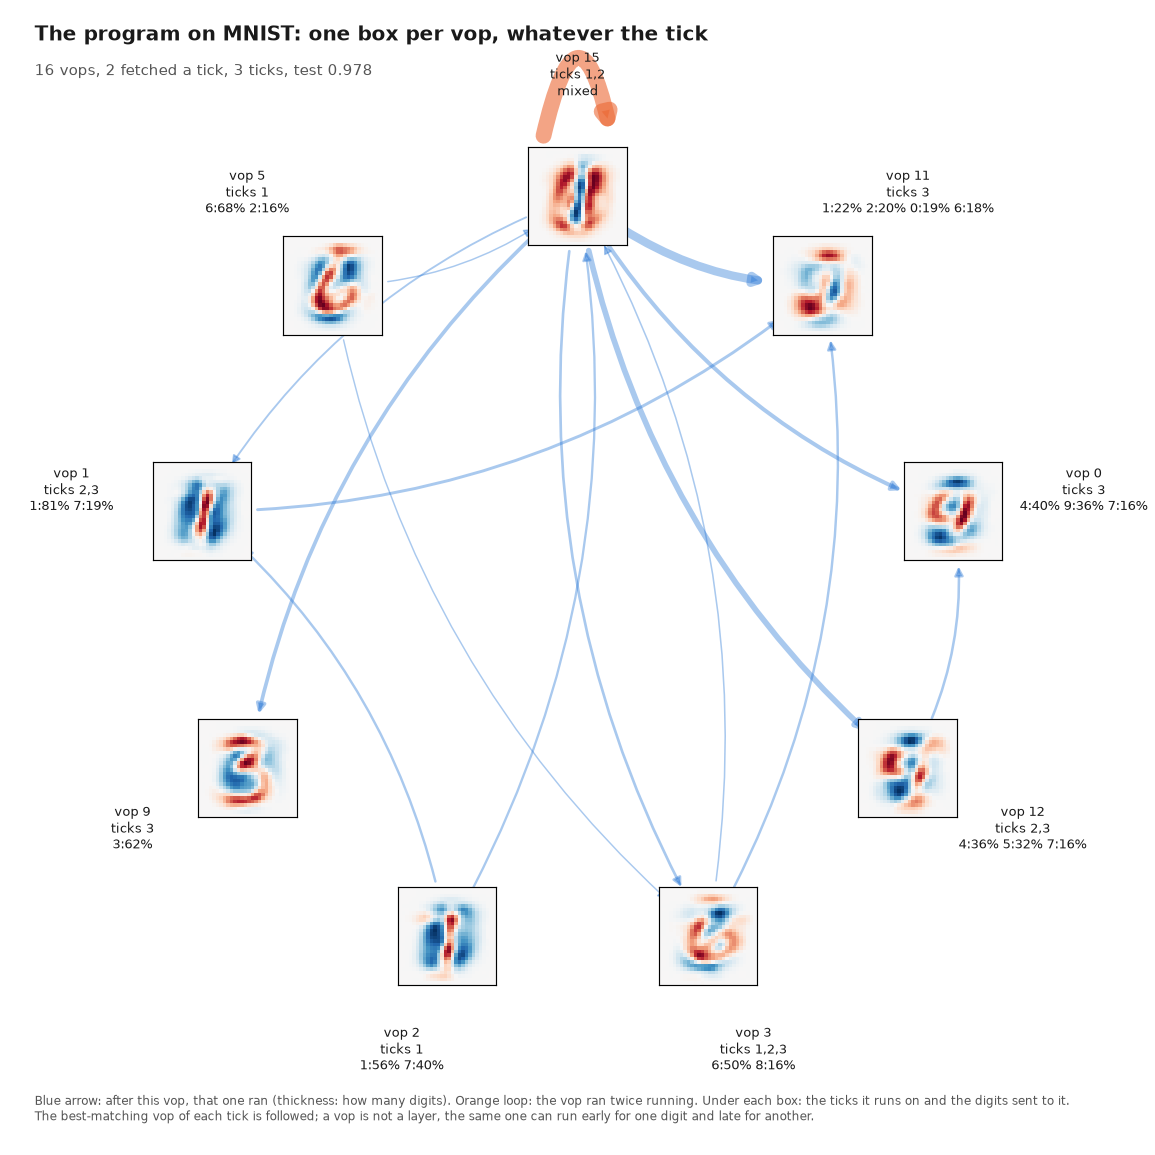 The program on MNIST: one box per vop, whatever the tick
16 vops, 2 fetched a tick, 3 ticks, test 0.978
vop 15
ticks 1,2
mixed
vop 5
ticks 1
6:68% 2:16%
vop 11
ticks 3
1:22% 2:20% 0:19% 6:18%
vop 1
ticks 2,3
1:81% 7:19%
vop 0
ticks 3
4:40% 9:36% 7:16%
vop 9
ticks 3
3:62%
vop 12
ticks 2,3
4:36% 5:32% 7:16%
vop 2
ticks 1
1:56% 7:40%
vop 3
ticks 1,2,3
6:50% 8:16%
Blue arrow: after this vop, that one ran (thickness: how many digits). Orange loop: the vop ran twice running. Under each box: the ticks it runs on and the digits sent to it.
The best-matching vop of each tick is followed; a vop is not a layer, the same one can run early for one digit and late for another.